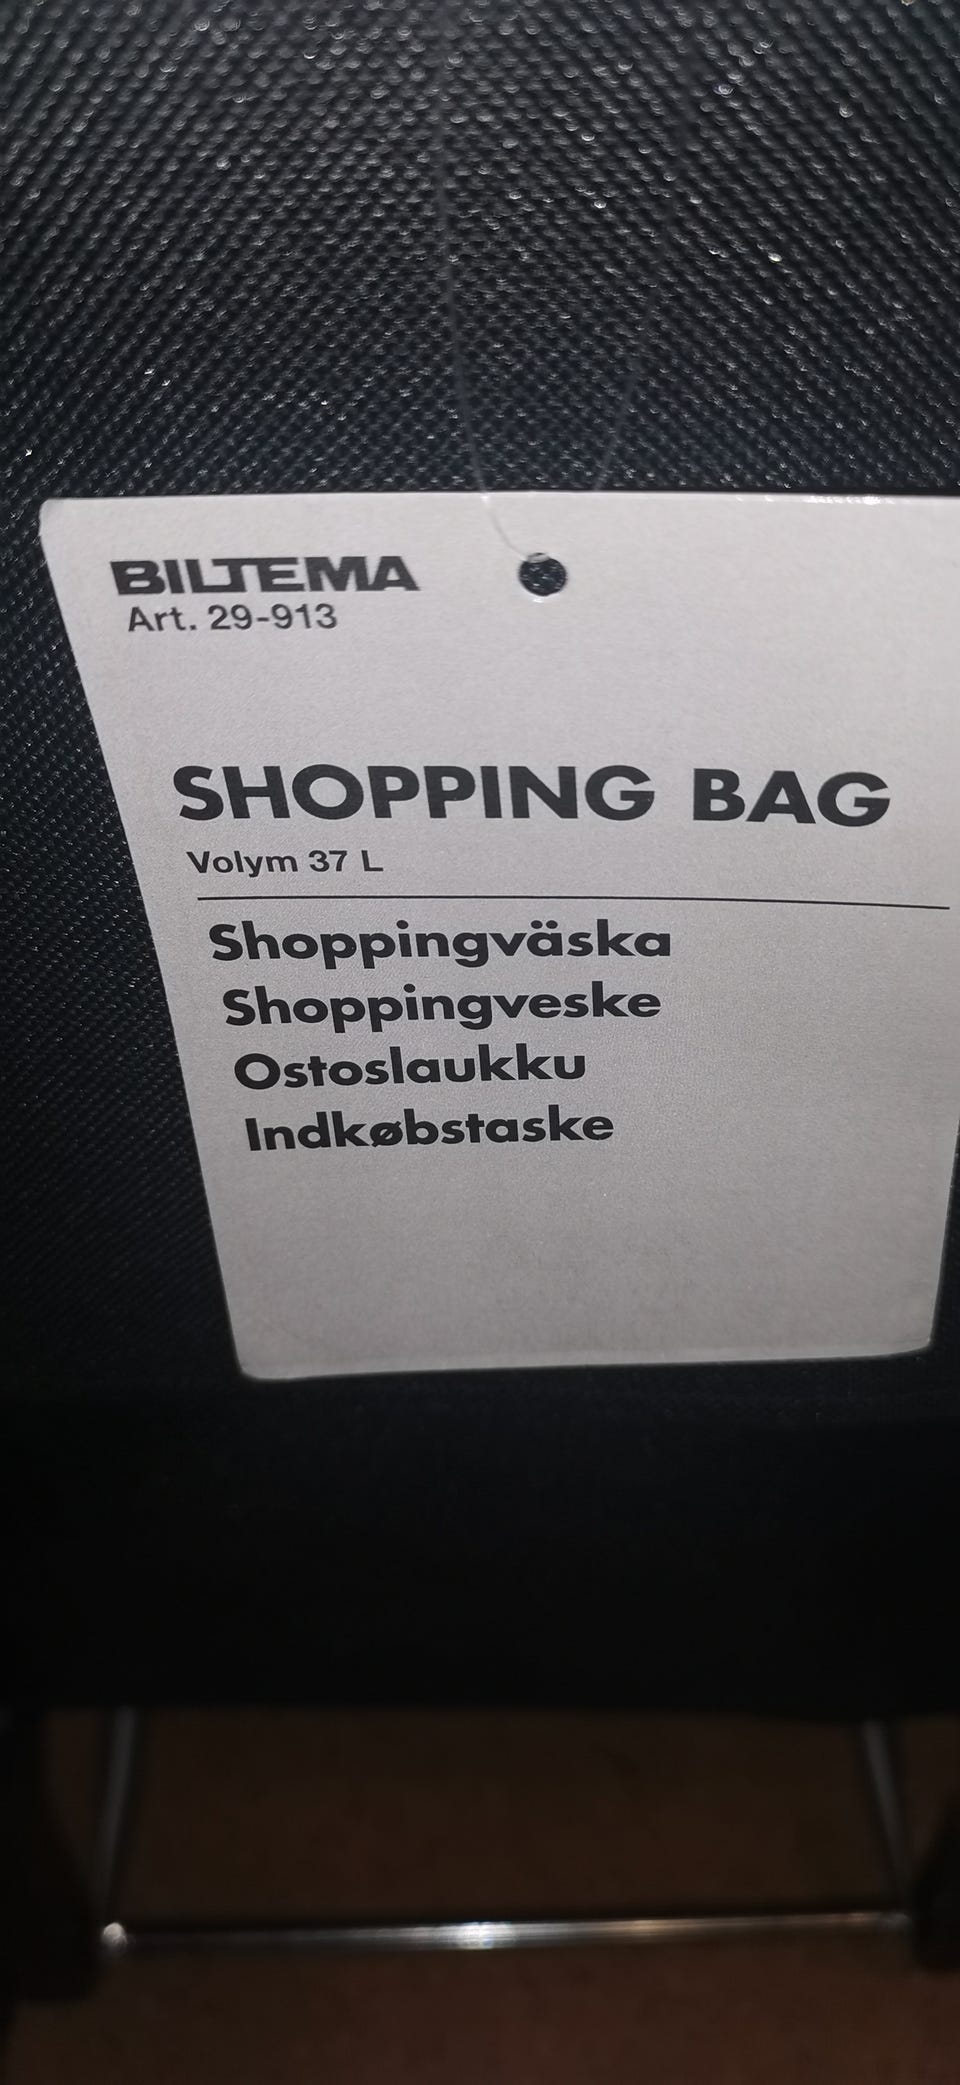 BILTEMA
Art. 29-913
SHOPPING BAG
Volym 37 L
Shoppingväska
Shoppingveske
Ostoslaukku
Indkøbstaske